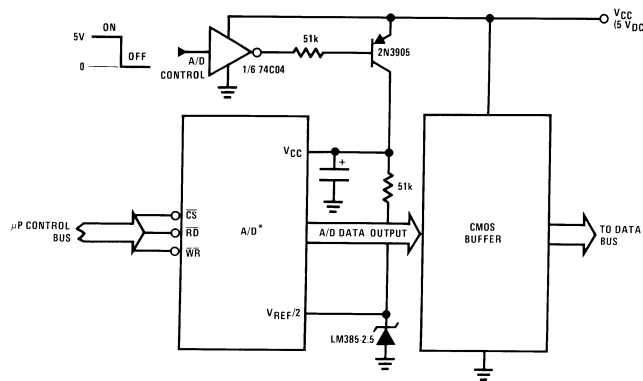 ON
5V
OFF
0
A/D
CONTROL
1/6 74C04
51k
2N3905
VCC
(5 VDC
VCC
+
51k
µP CONTROL
BUS
CS
RD
WR
A/D*
A/D DATA OUTPUT
CMOS
BUFFER
TO DATA
BUS
VREF/2
LM385-2.5